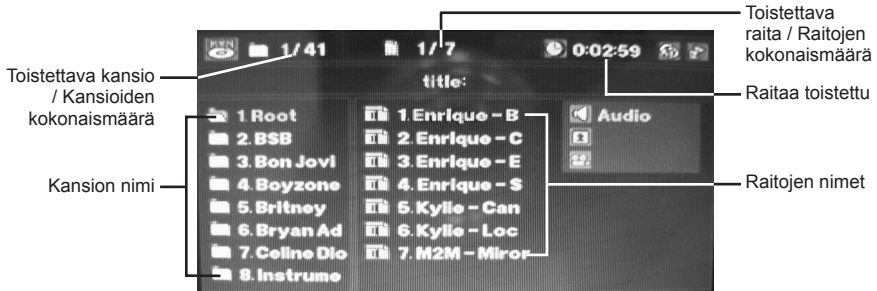 Toistettava
raita / Raitojen
kokonaismäärä
1/41
1/7
0:02:59
Toistettava kansio
/ Kansioiden
kokonaismäärä
title:
Raitaa toistettu
1.Root
2.BSB
3.Bon Jovi
4.Boyzone
5.Britney
6.Bryan Ad
7.Celine Dio
8.Instrume
1.Enrique-B
2.Enrique-C
3.Enrique-E
4.Enrique-S
5.Kylie-Can
6.Kylie-Loc
7.M2M-Miror
Audio
Kansion nimi
Raitojen nimet